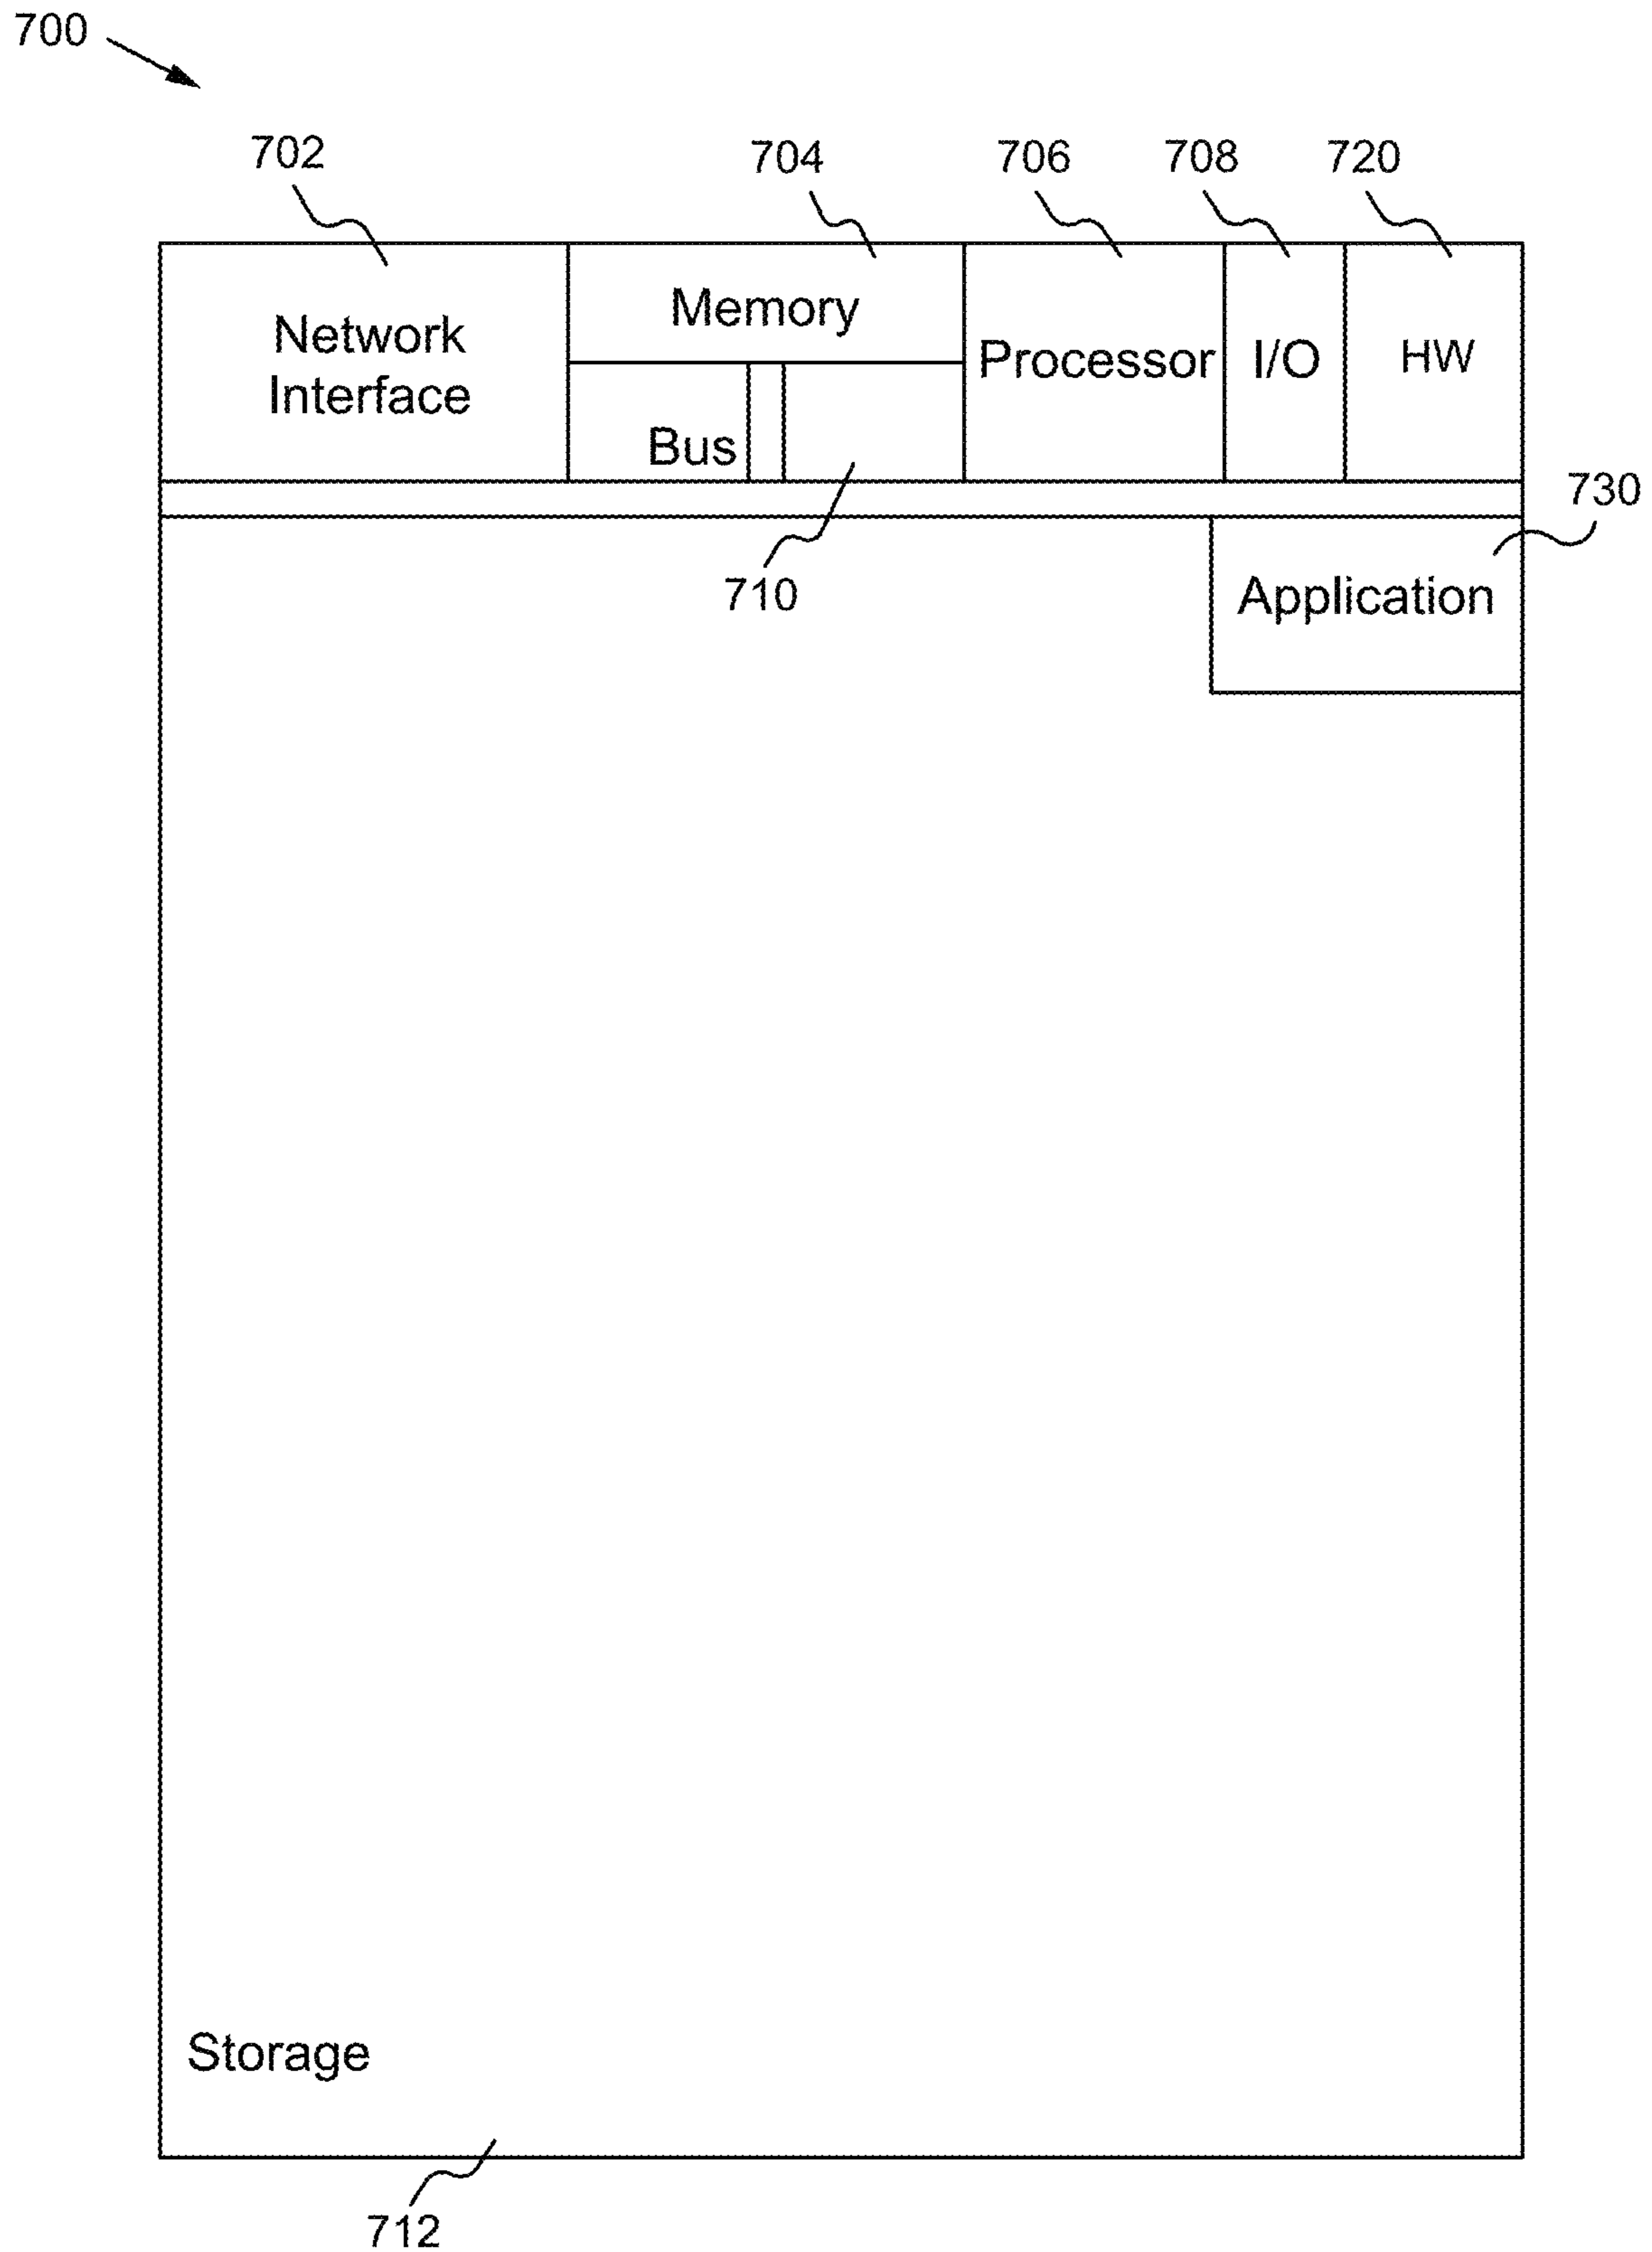 700
702
704
706
708
720
Network
Interface
Memory
Processor
I/O
HW
Bus
730
710
Application
Storage
712